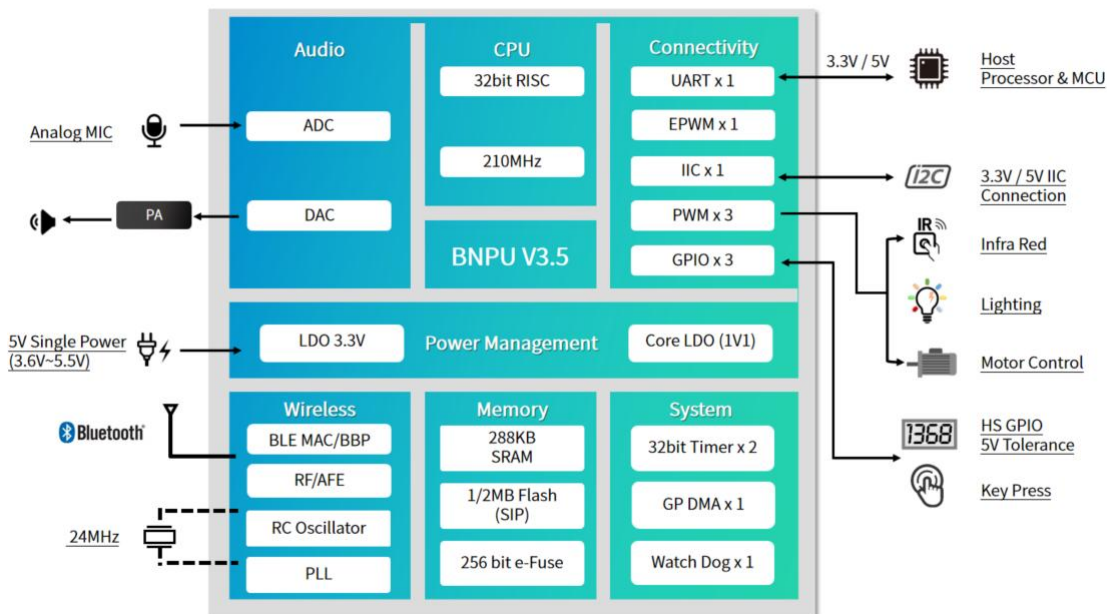 Audio
ADC
DAC
CPU
32bit RISC
210MHz
BNPU V3.5
Connectivity
UART x 1
EPWM x 1
IIC x 1
PWM x 3
GPIO x 3
Analog MIC
PA
3.3V / 5V
Host
Processor & MCU
I2C
3.3V / 5V IIC
Connection
IR
Infra Red
Lighting
Motor Control
5V Single Power
(3.6V~5.5V)
LDO 3.3V
Power Management
Core LDO (1V1)
Bluetooth
24MHz
Wireless
BLE MAC/BBP
RF/AFE
RC Oscillator
PLL
Memory
288KB
SRAM
1/2MB Flash
(SIP)
256 bit e-Fuse
System
32bit Timer x 2
GP DMA x 1
Watch Dog x 1
1368
HS GPIO
5V Tolerance
Key Press